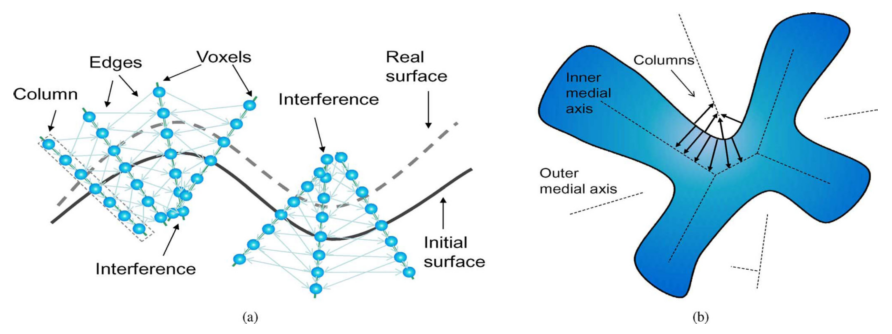 Column
Edges
Voxels
Interference
Real
surface
Interference
Initial
surface
(a)
Columns
Inner
medial
axis
Outer
medial axis
(b)